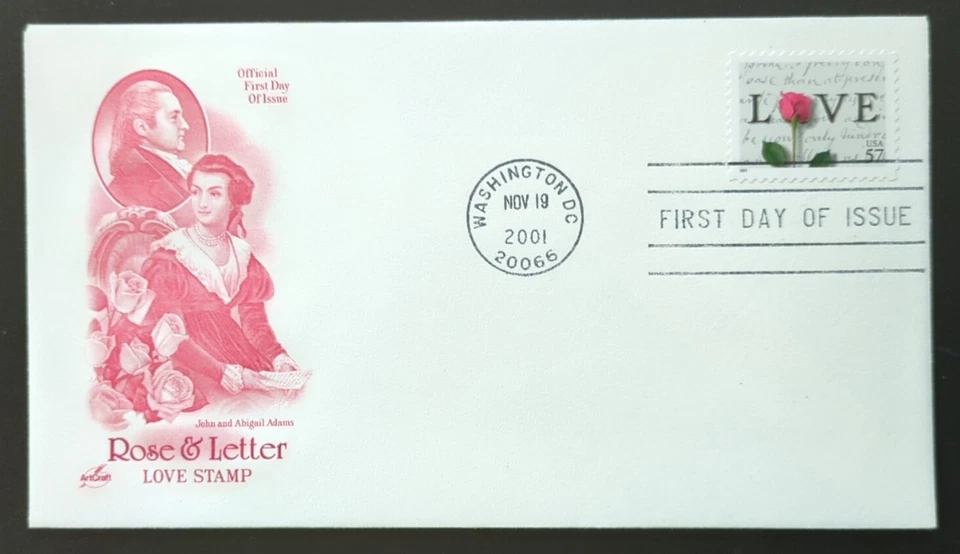 Official
First Day
Of Issue
John and Abigail Adams
Rose & Letter
LOVE STAMP
ArtCraft
WASHINGTON DC
NOV 19
2001
20066
LOVE
USA
57
FIRST DAY OF ISSUE